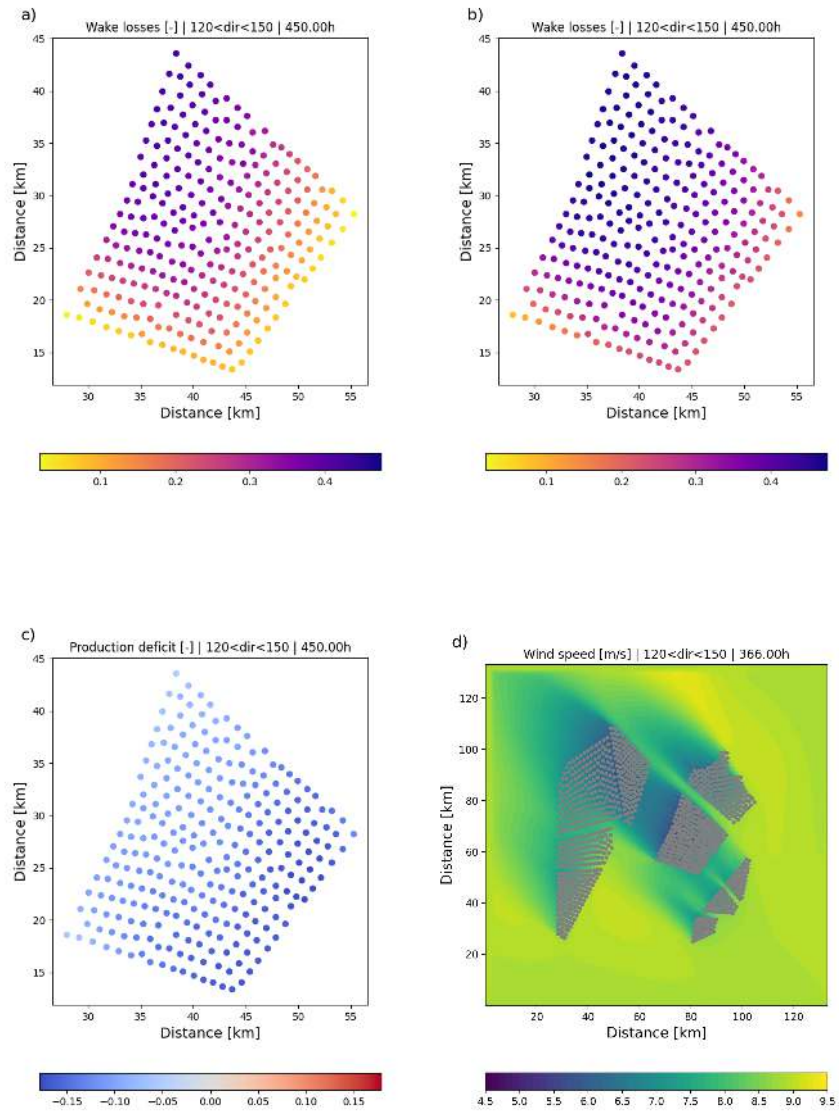 a)
Wake losses [-] | 120<dir<150 | 450.00h
45
40
35
30
25
20
15
Distance [km]
30 35 40 45 50 55
Distance [km]
0.1 0.2 0.3 0.4
b)
Wake losses [-] | 120<dir<150 | 450.00h
45
40
35
30
25
20
15
Distance [km]
30 35 40 45 50 55
Distance [km]
0.1 0.2 0.3 0.4
c)
Production deficit [-] | 120<dir<150 | 450.00h
45
40
35
30
25
20
15
Distance [km]
30 35 40 45 50 55
Distance [km]
−0.15 −0.10 −0.05 0.00 0.05 0.10 0.15
d)
Wind speed [m/s] | 120<dir<150 | 366.00h
120
100
80
60
40
20
Distance [km]
20 40 60 80 100 120
Distance [km]
4.5 5.0 5.5 6.0 6.5 7.0 7.5 8.0 8.5 9.0 9.5